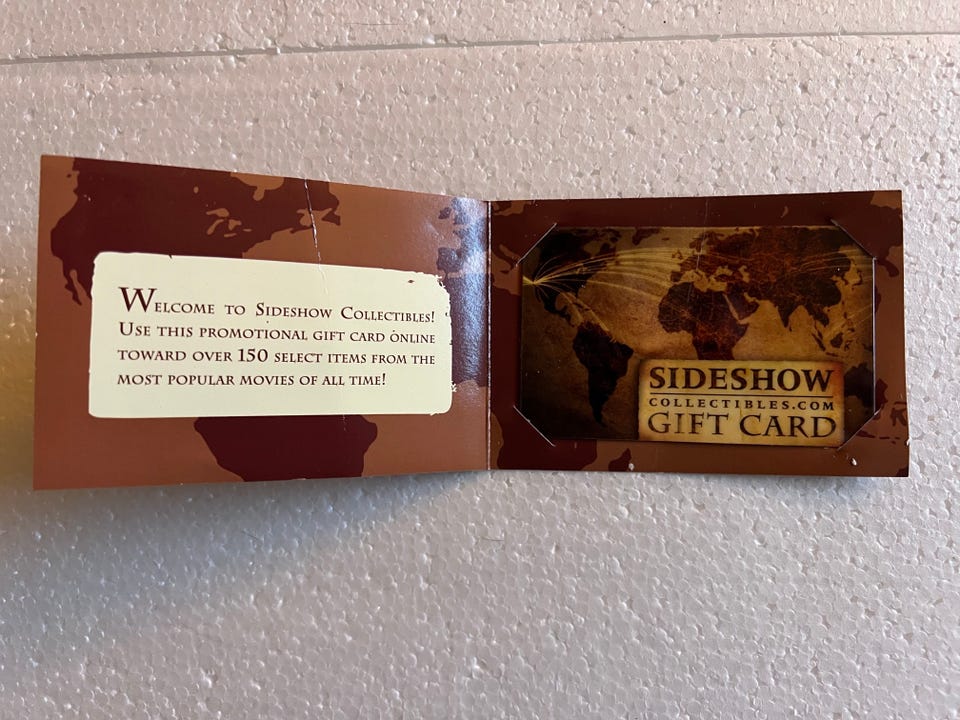 Welcome to Sideshow Collectibles!
Use this promotional gift card online
toward over 150 select items from the
most popular movies of all time!
SIDESHOW
COLLECTIBLES.COM
GIFT CARD